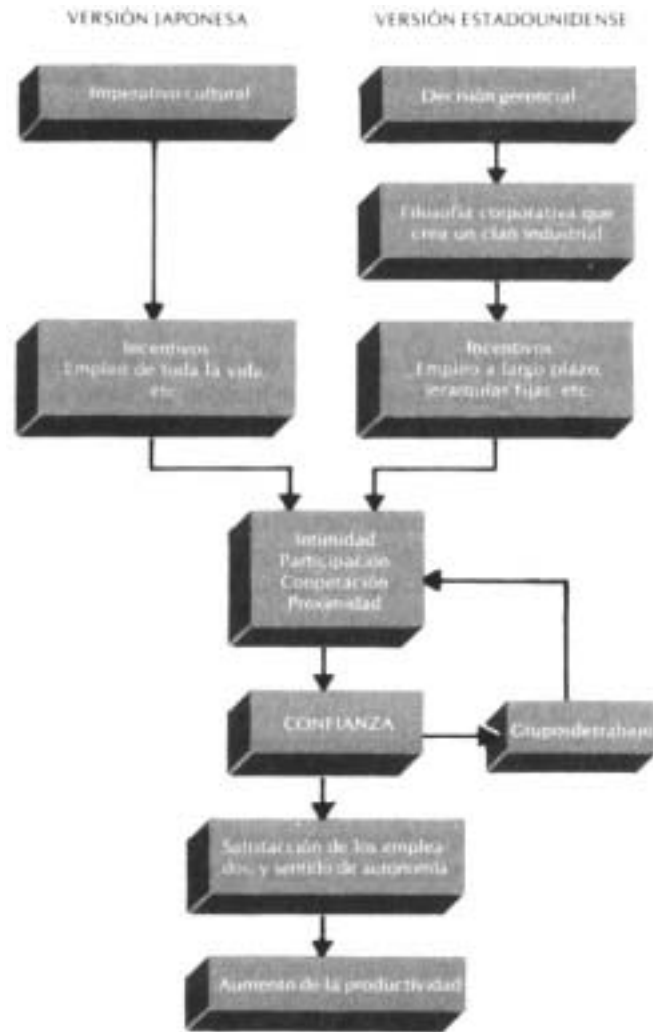 VERSIÓN JAPONESA
VERSIÓN ESTADOUNIDENSE
Imperativo cultural
Decisión gerencial
Filosofía corporativa que
crea un clan industrial
Incentivos
Empleo de toda la vida,
etc.
Incentivos
Empleo a largo plazo,
jerarquías fijas, etc.
Intimidad
Participación
Cooperación
Proximidad
CONFIANZA
Gruposdetrabajo
Satisfacción de los emplea-
dos, y sentido de autonomía
Aumento de la productividad